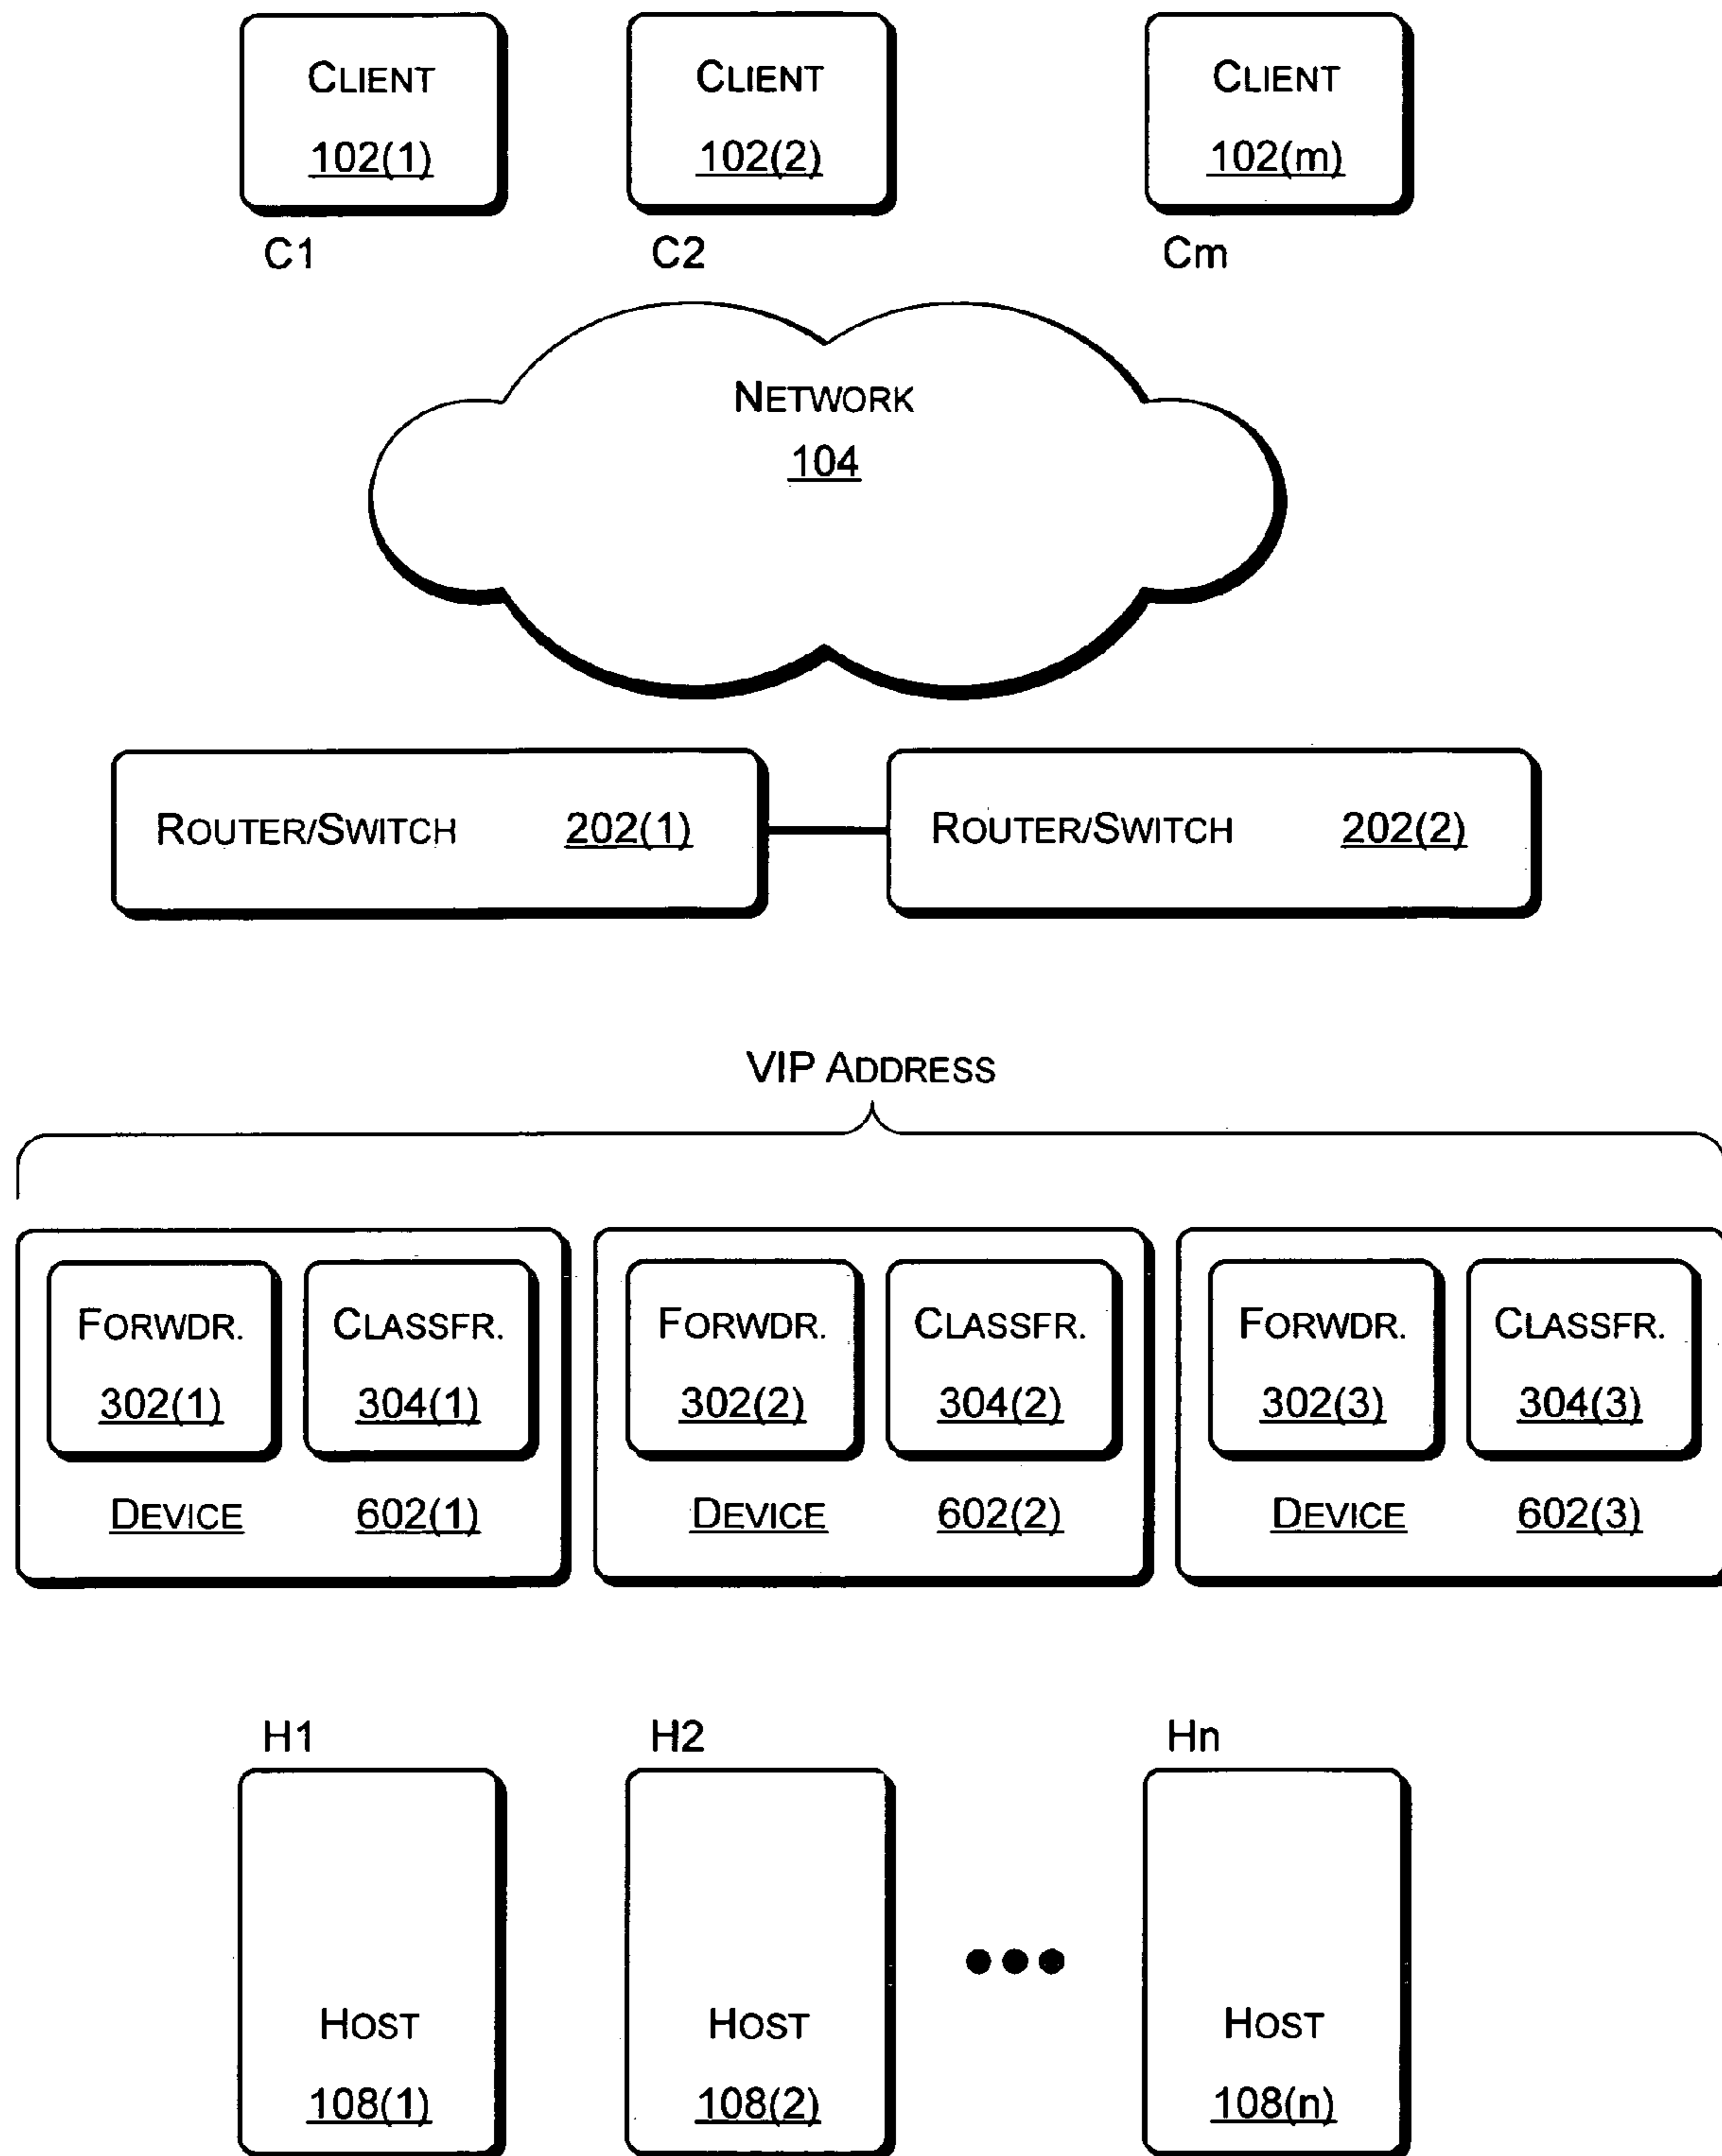 CLIENT CLIENT CLIENT
102(1) 102(2) 102(m)
C1 C2 Cm
NETWORK
104
ROUTER/SWITCH 202(1) ROUTER/SWITCH 202(2)
VIP ADDRESS
FORWDR. CLASSFR. FORWDR. CLASSFR. FORWDR. CLASSFR.
302(1) 304(1) 302(2) 304(2) 302(3) 304(3)
DEVICE 602(1) DEVICE 602(2) DEVICE 602(3)
H1 H2 Hn
HOST HOST HOST
108(1) 108(2) 108(n)